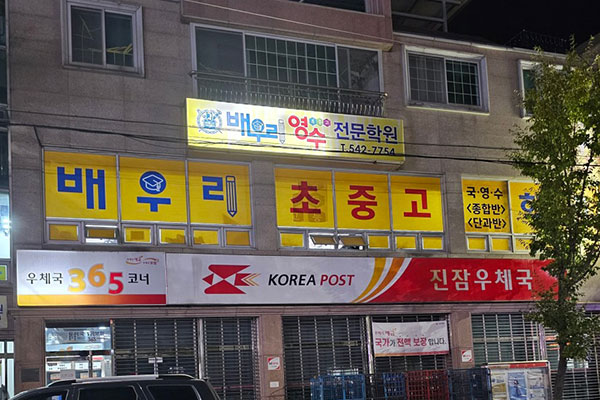 배우리 영수 전문학원
T.542-7754
배우리 초중고
국·영·수
<종합반>
<단과반>
우체국 365 코너
KOREA POST 진잠우체국
국가가 전액 보장합니다.